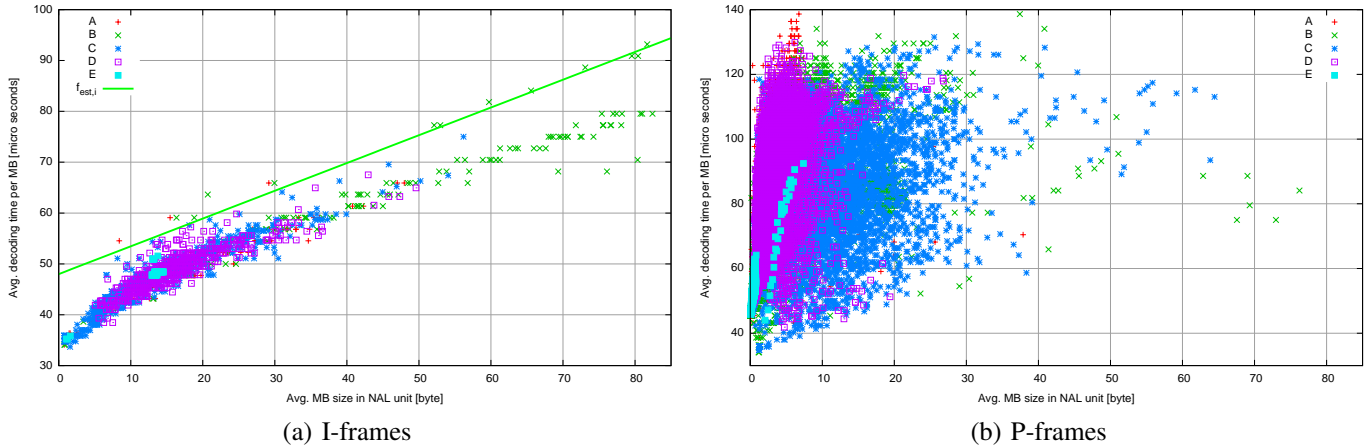 100
90
80
70
60
50
40
30
0 10 20 30 40 50 60 70 80
Avg. decoding time per MB [micro seconds]
Avg. MB size in NAL unit [byte]
A
B
C
D
E
f_est,i
(a) I-frames
140
120
100
80
60
40
0 10 20 30 40 50 60 70 80
Avg. decoding time per MB [micro seconds]
Avg. MB size in NAL unit [byte]
A
B
C
D
E
(b) P-frames